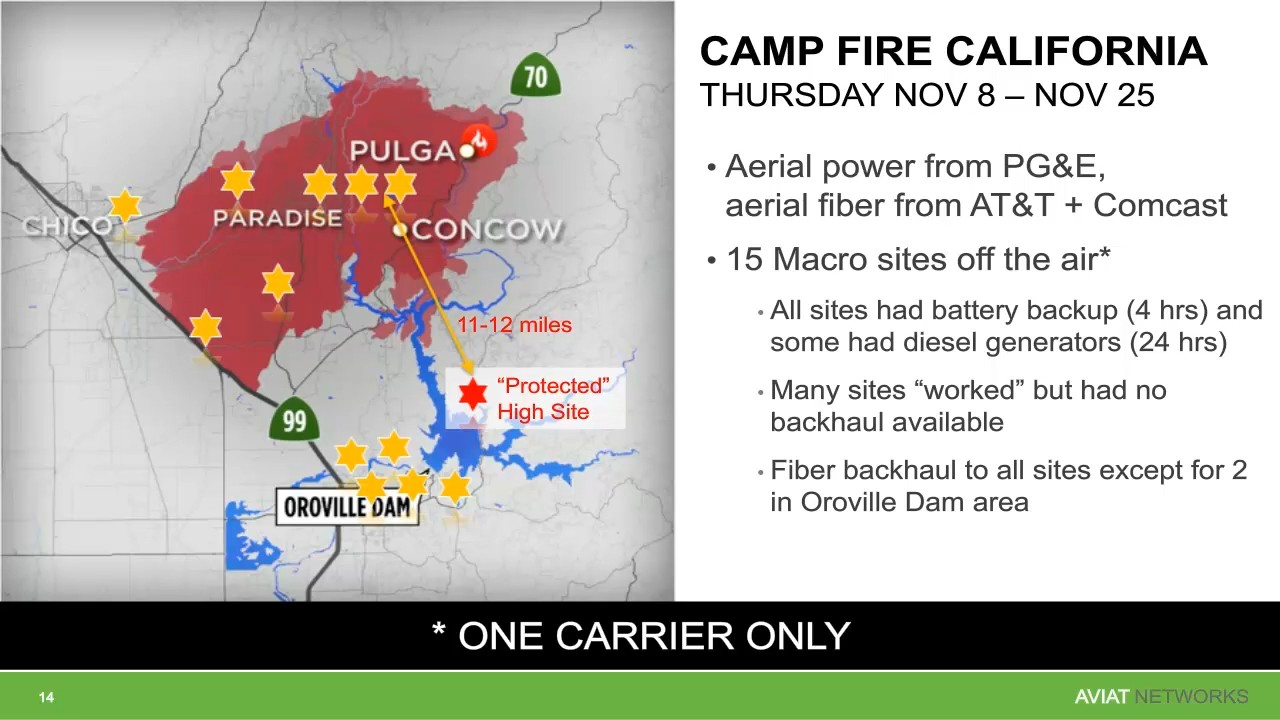 70
PULGA
PARADISE
CHICO
CONCOW
11-12 miles
“Protected”
High Site
99
OROVILLE DAM
CAMP FIRE CALIFORNIA
THURSDAY NOV 8 – NOV 25
• Aerial power from PG&E,
aerial fiber from AT&T + Comcast
• 15 Macro sites off the air*
• All sites had battery backup (4 hrs) and
some had diesel generators (24 hrs)
• Many sites “worked” but had no
backhaul available
• Fiber backhaul to all sites except for 2
in Oroville Dam area
* ONE CARRIER ONLY
14
AVIAT NETWORKS